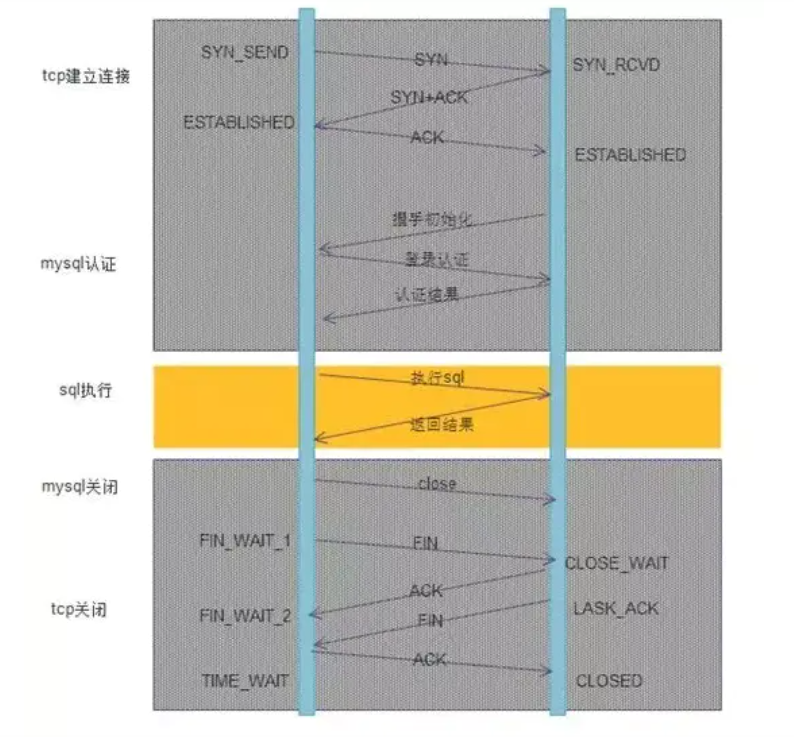 SYN_SEND
SYN
SYN_RCVD
tcp建立连接
SYN+ACK
ESTABLISHED
ACK
ESTABLISHED
握手初始化
mysql认证
登录认证
认证结果
sql执行
执行sql
返回结果
mysql关闭
close
FIN_WAIT_1
FIN
CLOSE_WAIT
ACK
tcp关闭
FIN_WAIT_2
LASK_ACK
FIN
ACK
TIME_WAIT
CLOSED